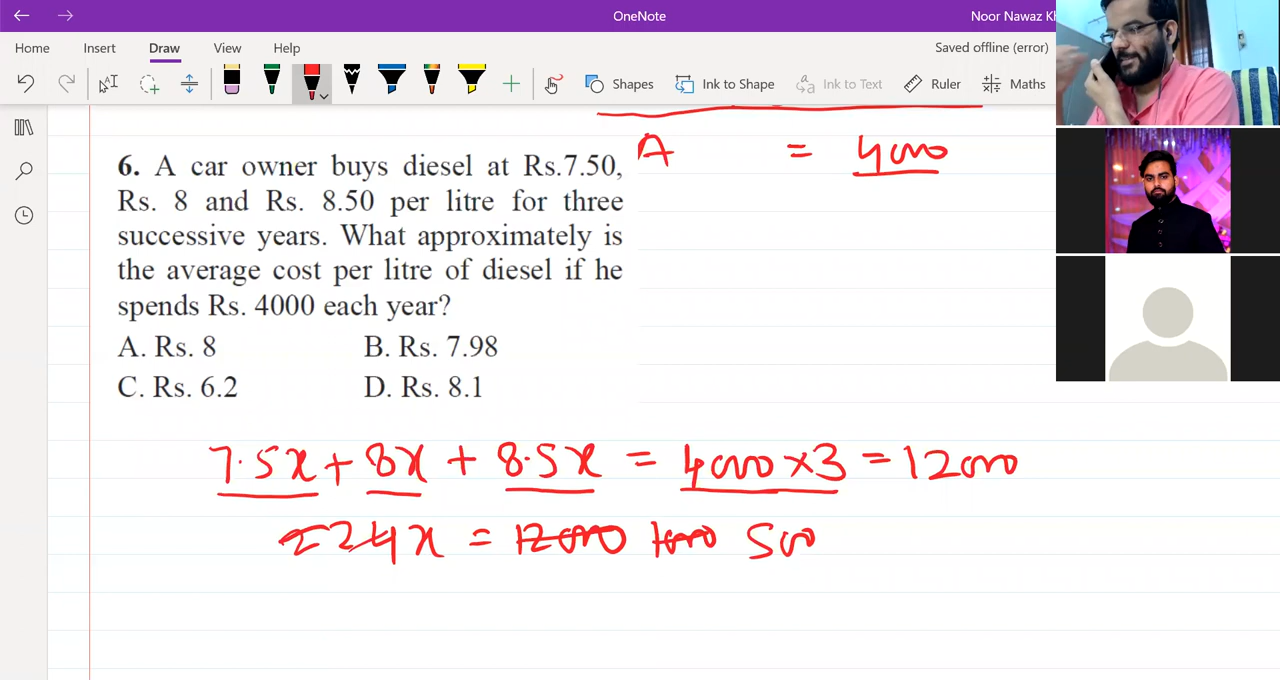 OneNote
Noor Nawaz Kh
Home Insert Draw View Help
Saved offline (error)
Shapes Ink to Shape Ink to Text Ruler Maths
A = 4000
6. A car owner buys diesel at Rs.7.50,
Rs. 8 and Rs. 8.50 per litre for three
successive years. What approximately is
the average cost per litre of diesel if he
spends Rs. 4000 each year?
A. Rs. 8 B. Rs. 7.98
C. Rs. 6.2 D. Rs. 8.1
7.5x + 8x + 8.5x = 4000 × 3 = 12000
2 24x = 12000 1000 500